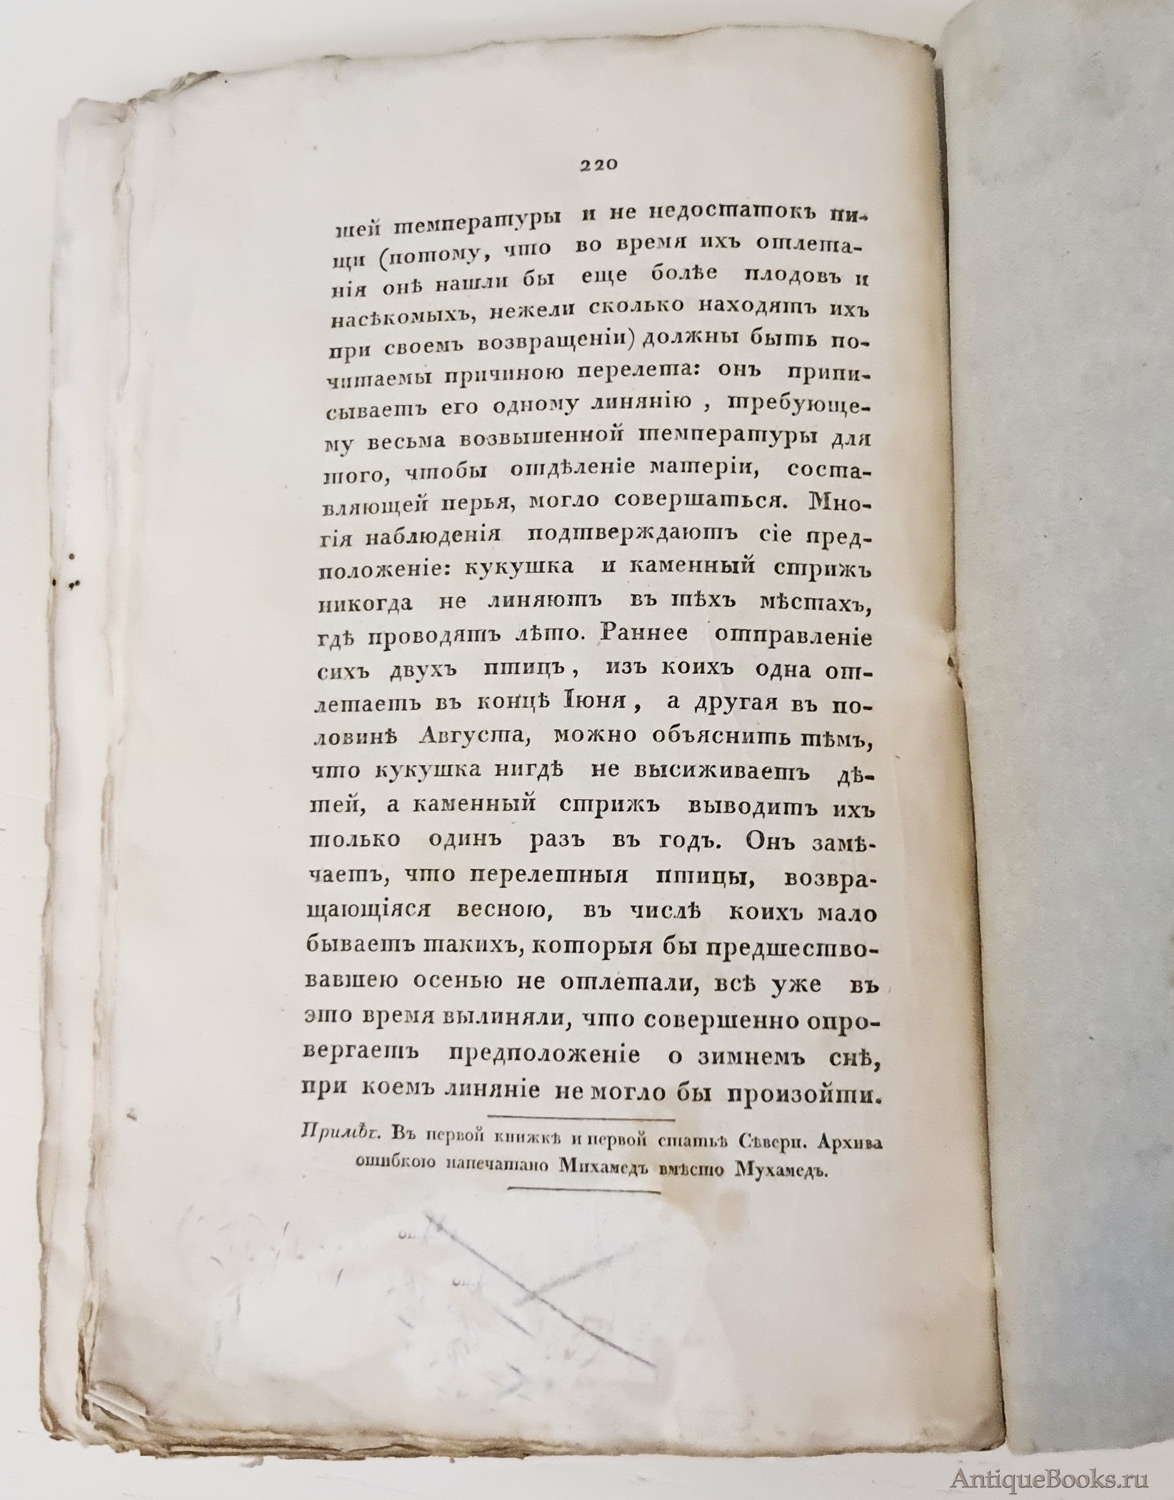 220
шей температуры и не недостатокъ пи-
щи (потому, что во время ихъ отлета-
нія онѣ нашли бы еще болѣе плодовъ и
насѣкомыхъ, нежели сколько находятъ ихъ
при своемъ возвращеніи) должны быть по-
читаемы причиною перелета: онъ припи-
сываетъ его одному линянію , требующе-
му весьма возвышенной температуры для
того, чтобы отдѣленіе матеріи, соста-
вляющей перья, могло совершаться. Мно-
гія наблюденія подтверждаютъ сіе пред-
положеніе: кукушка и каменный стрижъ
никогда не линяютъ въ тѣхъ мѣстахъ,
гдѣ проводятъ лѣто. Раннее отправленіе
сихъ двухъ птицъ, изъ коихъ одна от-
летаетъ въ концѣ Іюня, а другая въ по-
ловинѣ Августа, можно объяснить тѣмъ,
что кукушка нигдѣ не высиживаетъ дѣ-
тей, а каменный стрижъ выводитъ ихъ
только одинъ разъ въ годъ. Онъ замѣ-
чаетъ, что перелетныя птицы, возвра-
щающіяся весною, въ числѣ коихъ мало
бываетъ такихъ, которыя бы предшество-
вавшею осенью не отлетали, всѣ уже въ
это время вылиняли, что совершенно опро-
вергаетъ предположеніе о зимнемъ снѣ,
при коемъ линяніе не могло бы произойти.
Примѣч. Въ первой книжкѣ и первой статьѣ Сѣверн. Архива
ошибкою напечатано Михамедъ вмѣсто Мухамедъ.
AntiqueBooks.ru